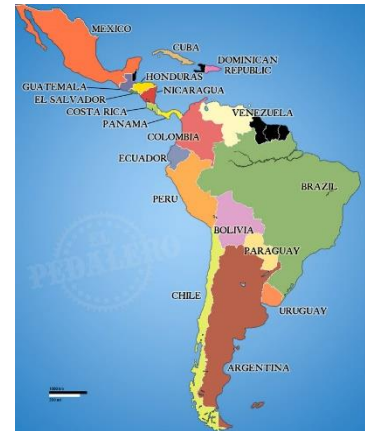 MEXICO
CUBA
DOMINICAN
REPUBLIC
HONDURAS
GUATEMALA
NICARAGUA
EL SALVADOR
COSTA RICA
PANAMA
VENEZUELA
COLOMBIA
ECUADOR
BRAZIL
PERU
BOLIVIA
PARAGUAY
CHILE
URUGUAY
ARGENTINA